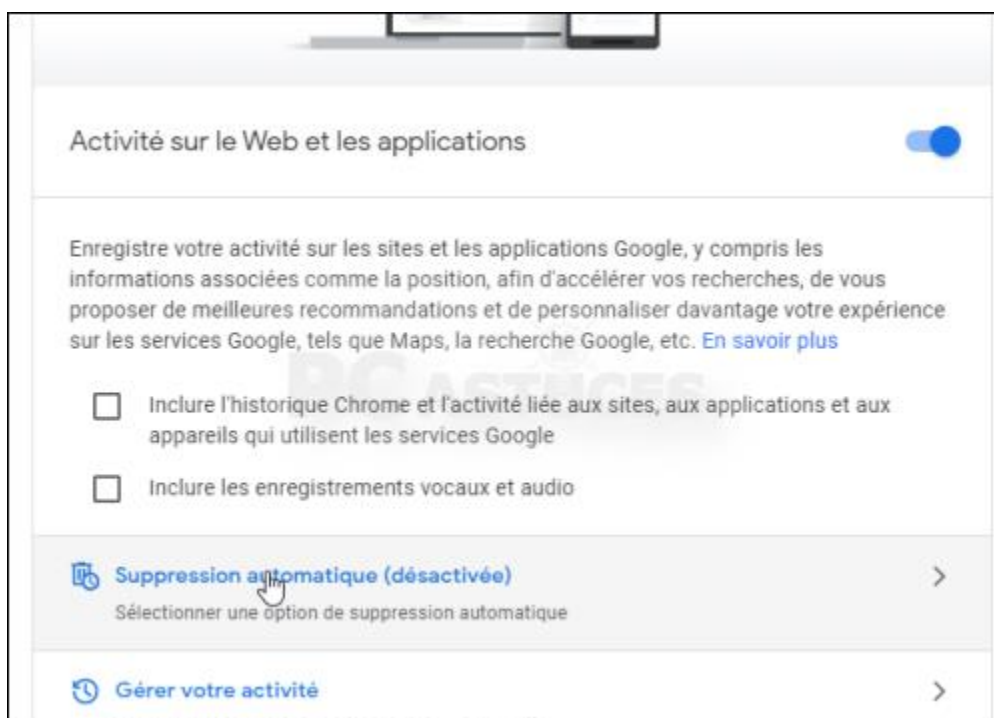 Activité sur le Web et les applications
Enregistre votre activité sur les sites et les applications Google, y compris les
informations associées comme la position, afin d'accélérer vos recherches, de vous
proposer de meilleures recommandations et de personnaliser davantage votre expérience
sur les services Google, tels que Maps, la recherche Google, etc. En savoir plus
PC ASTUCES
Inclure l'historique Chrome et l'activité liée aux sites, aux applications et aux
appareils qui utilisent les services Google
Inclure les enregistrements vocaux et audio
Suppression automatique (désactivée)
Sélectionner une option de suppression automatique
Gérer votre activité